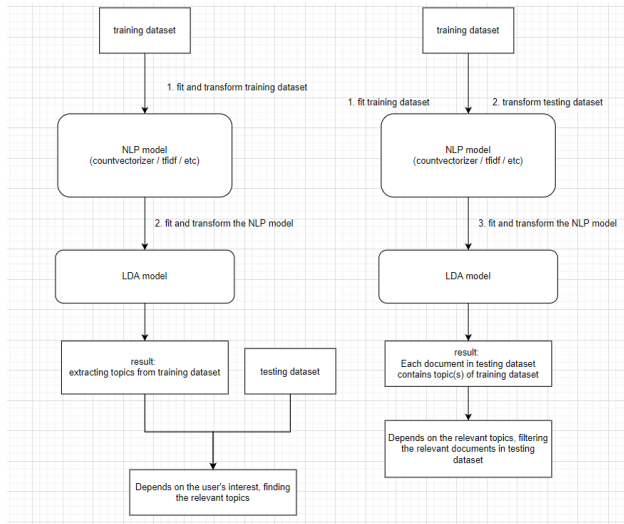 training dataset
1. fit and transform training dataset
NLP model
(countvectorizer / tfidf / etc)
2. fit and transform the NLP model
LDA model
result:
extracting topics from training dataset
testing dataset
Depends on the user's interest, finding
the relevant topics
training dataset
1. fit training dataset
2. transform testing dataset
NLP model
(countvectorizer / tfidf / etc)
3. fit and transform the NLP model
LDA model
result:
Each document in testing dataset
contains topic(s) of training dataset
Depends on the relevant topics, filtering
the relevant documents in testing
dataset